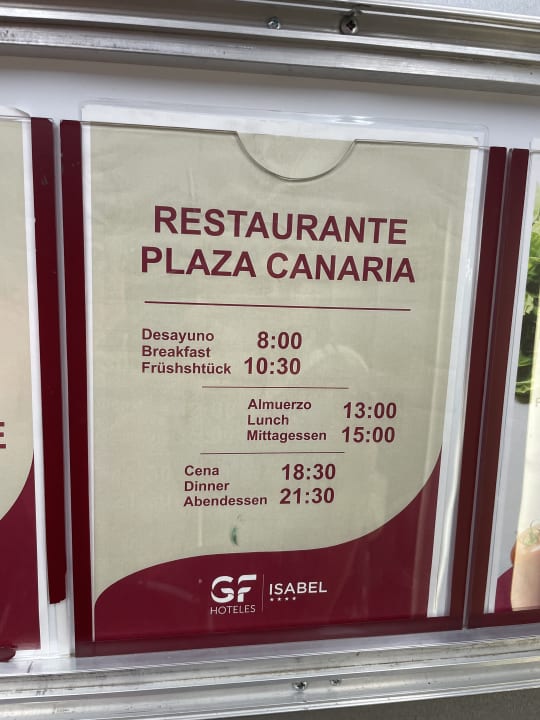 RESTAURANTE
PLAZA CANARIA
Desayuno 8:00
Breakfast
Früshshtück 10:30
Almuerzo 13:00
Lunch
Mittagessen 15:00
Cena 18:30
Dinner
Abendessen 21:30
GF ISABEL
HOTELES ****